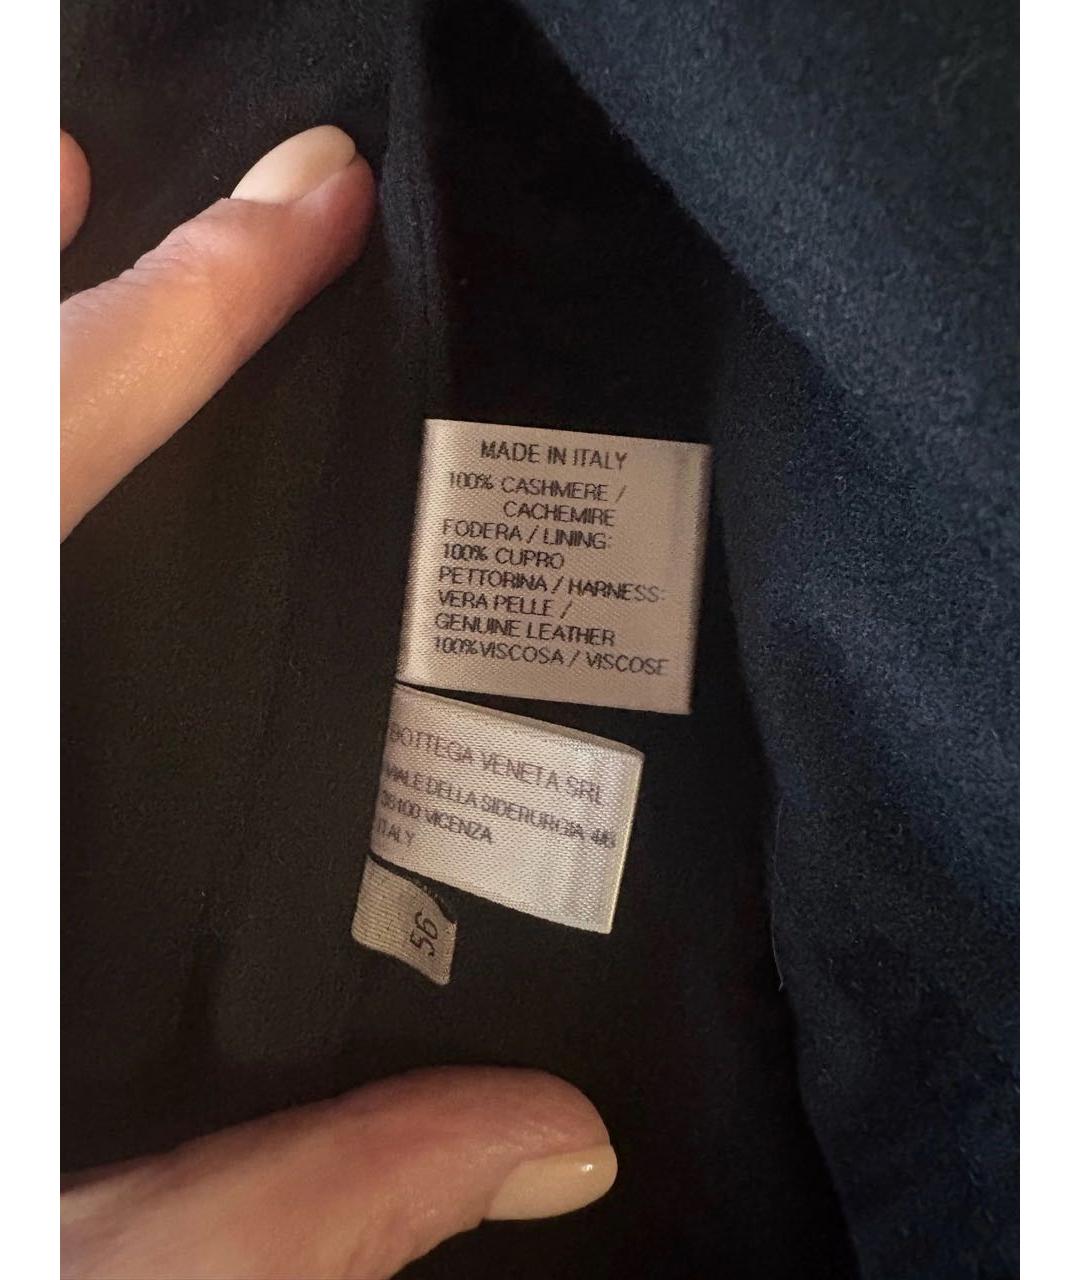 MADE IN ITALY
100% CASHMERE /
CACHEMIRE
FODERA / LINING:
100% CUPRO
PETTORINA / HARNESS:
VERA PELLE /
GENUINE LEATHER
100%VISCOSA / VISCOSE
BOTTEGA VENETA SRL
VIALE DELLA SIDERURGIA
36100 VICENZA
ITALY
56